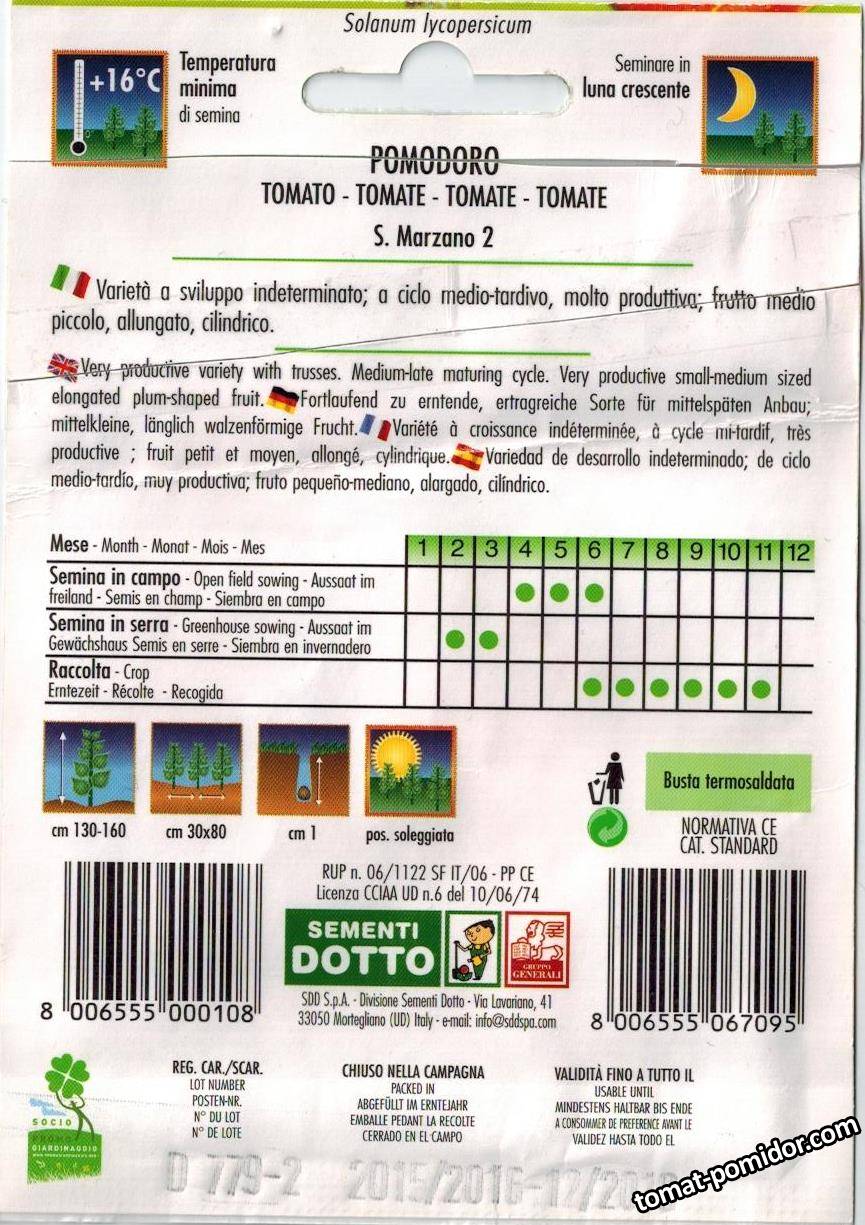 Solanum lycopersicum
+16°C
Temperatura
minima
di semina
Seminare in
luna crescente
POMODORO
TOMATO - TOMATE - TOMATE - TOMATE
S. Marzano 2
Varietà a sviluppo indeterminato; a ciclo medio-tardivo, molto produttiva; frutto medio
piccolo, allungato, cilindrico.
Very productive variety with trusses. Medium-late maturing cycle. Very productive small-medium sized
elongated plum-shaped fruit. Fortlaufend zu erntende, ertragreiche Sorte für mittelspäten Anbau;
mittelkleine, länglich walzenförmige Frucht. Variété à croissance indéterminée, à cycle mi-tardif, très
productive ; fruit petit et moyen, allongé, cylindrique. Variedad de desarrollo indeterminado; de ciclo
medio-tardío, muy productiva; fruto pequeño-mediano, alargado, cilíndrico.
Mese - Month - Monat - Mois - Mes 1 2 3 4 5 6 7 8 9 10 11 12
Semina in campo - Open field sowing - Aussaat im
freiland - Semis en champ - Siembra en campo
Semina in serra - Greenhouse sowing - Aussaat im
Gewächshaus Semis en serre - Siembra en invernadero
Raccolta - Crop
Erntezeit - Récolte - Recogida
cm 130-160
cm 30x80
cm 1
pos. soleggiata
Busta termosaldata
NORMATIVA CE
CAT. STANDARD
RUP n. 06/1122 SF IT/06 - PP CE
Licenza CCIAA UD n.6 del 10/06/74
SEMENTI
DOTTO
GRUPPO
GENERALI
SDD S.p.A. - Divisione Sementi Dotto - Via Lavariano, 41
33050 Mortegliano (UD) Italy - e-mail: info@sddspa.com
8 006555 000108
8 006555 067095
SOCIO
PROMO
GIARDINAGGIO
REG. CAR./SCAR.
LOT NUMBER
POSTEN-NR.
N° DU LOT
N° DE LOTE
CHIUSO NELLA CAMPAGNA
PACKED IN
ABGEFÜLLT IM ERNTEJAHR
EMBALLE PEDANT LA RECOLTE
CERRADO EN EL CAMPO
VALIDITÀ FINO A TUTTO IL
USABLE UNTIL
MINDESTENS HALTBAR BIS ENDE
A CONSOMMER DE PREFERENCE AVANT LE
VALIDEZ HASTA TODO EL
D 779-2 2015/2016
tomat-pomidor.com